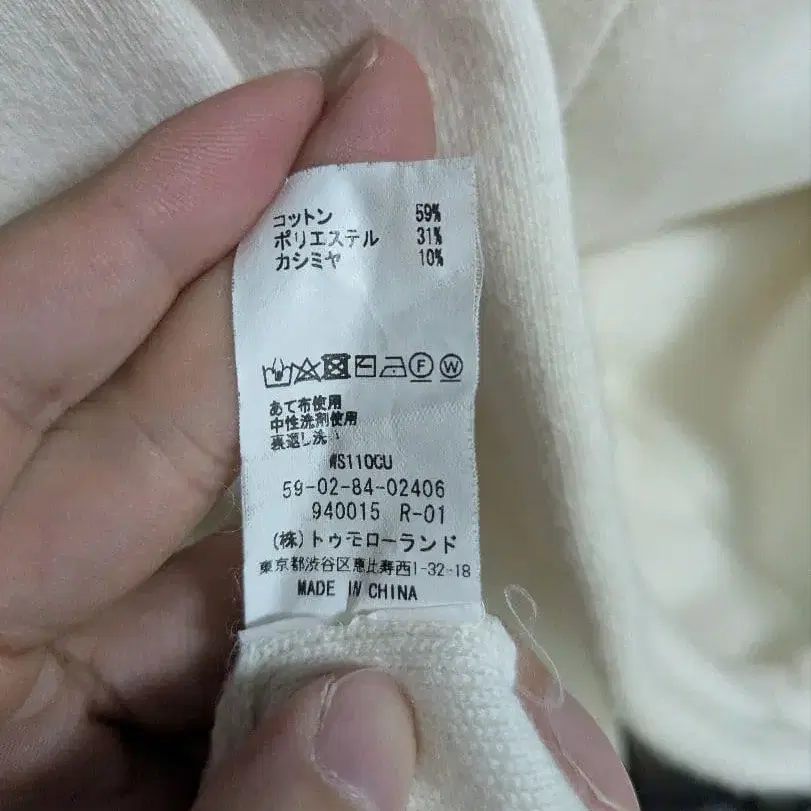 コットン 59%
ポリエステル 31%
カシミヤ 10%
F W
あて布使用
中性洗剤使用
裏返し洗い
WS110CU
59-02-84-02406
940015 R-01
(株)トゥモローランド
東京都渋谷区恵比寿西1-32-18
MADE IN CHINA